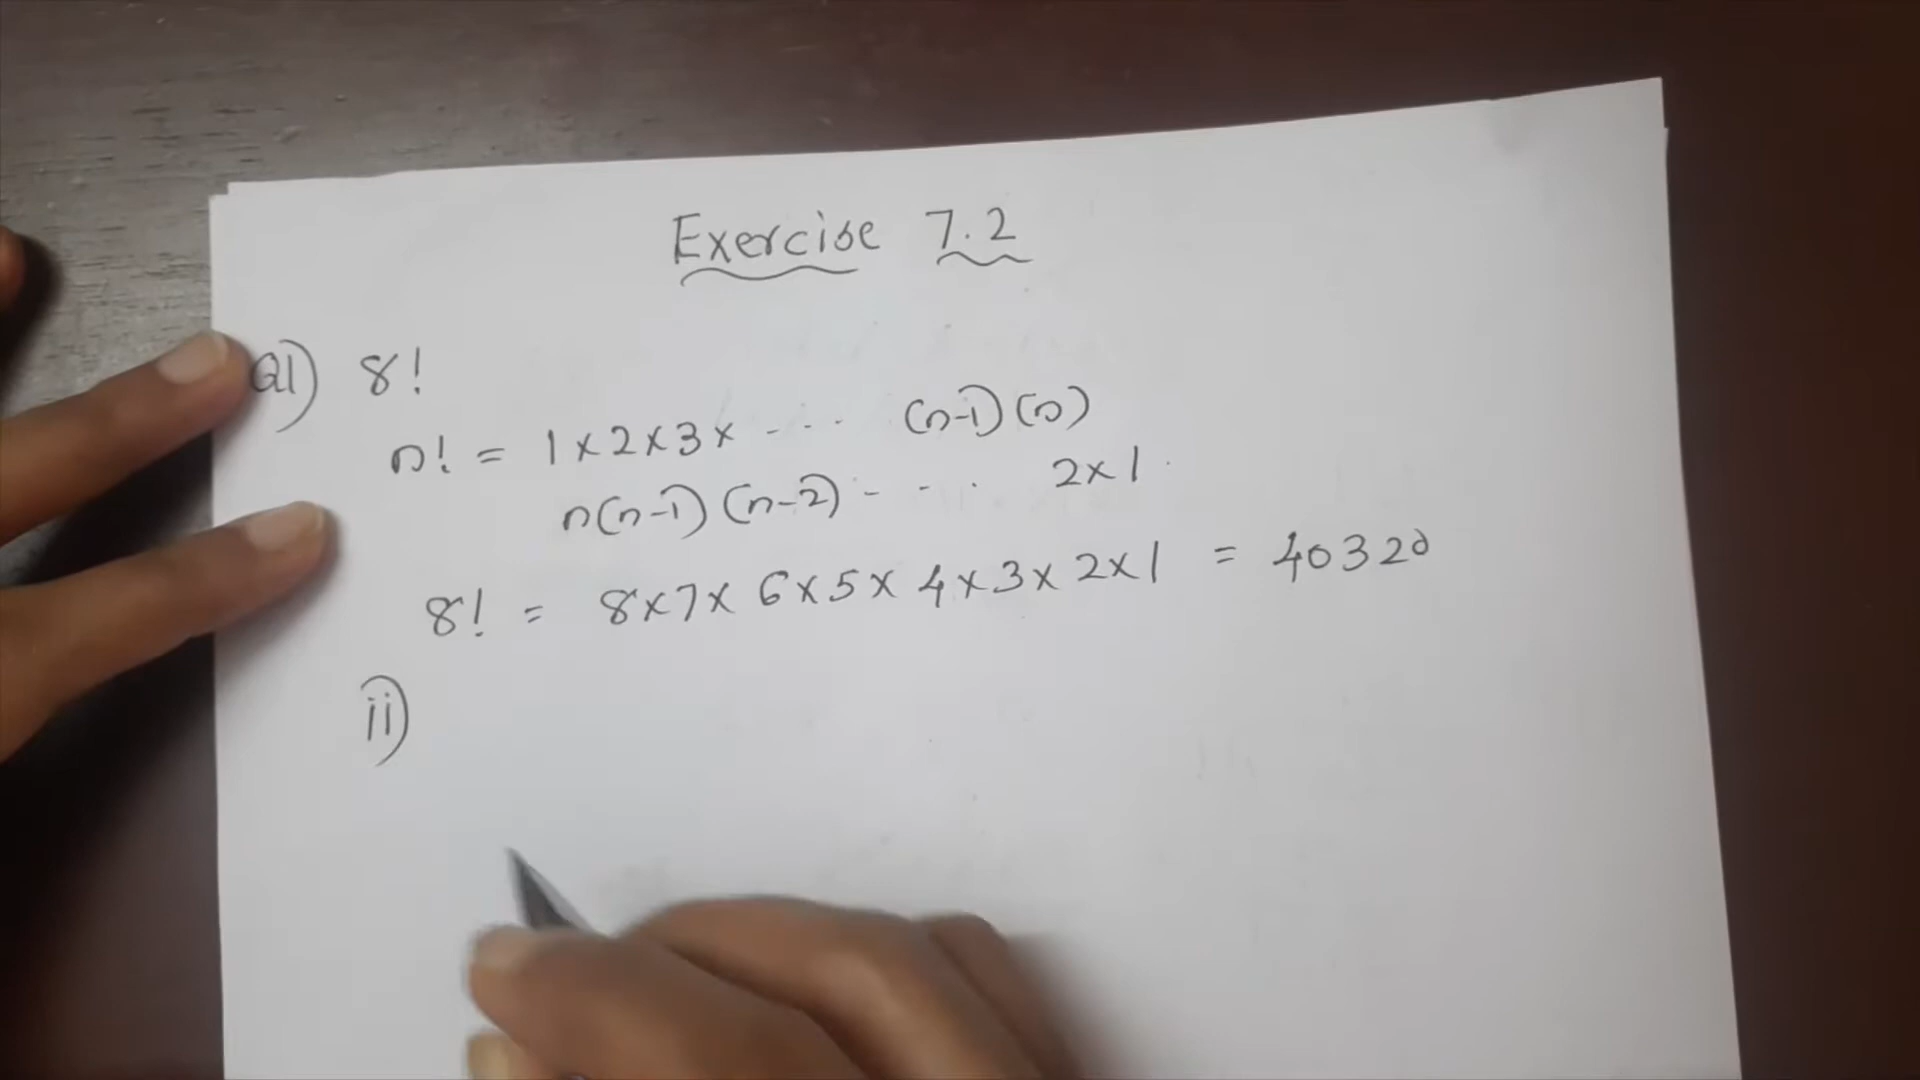 Exercise 7.2
Q1) 8!
n! = 1 x 2 x 3 x - - - (n-1) (n)
n(n-1) (n-2) - - . 2 x 1 .
8! = 8 x 7 x 6 x 5 x 4 x 3 x 2 x 1 = 40320
ii)